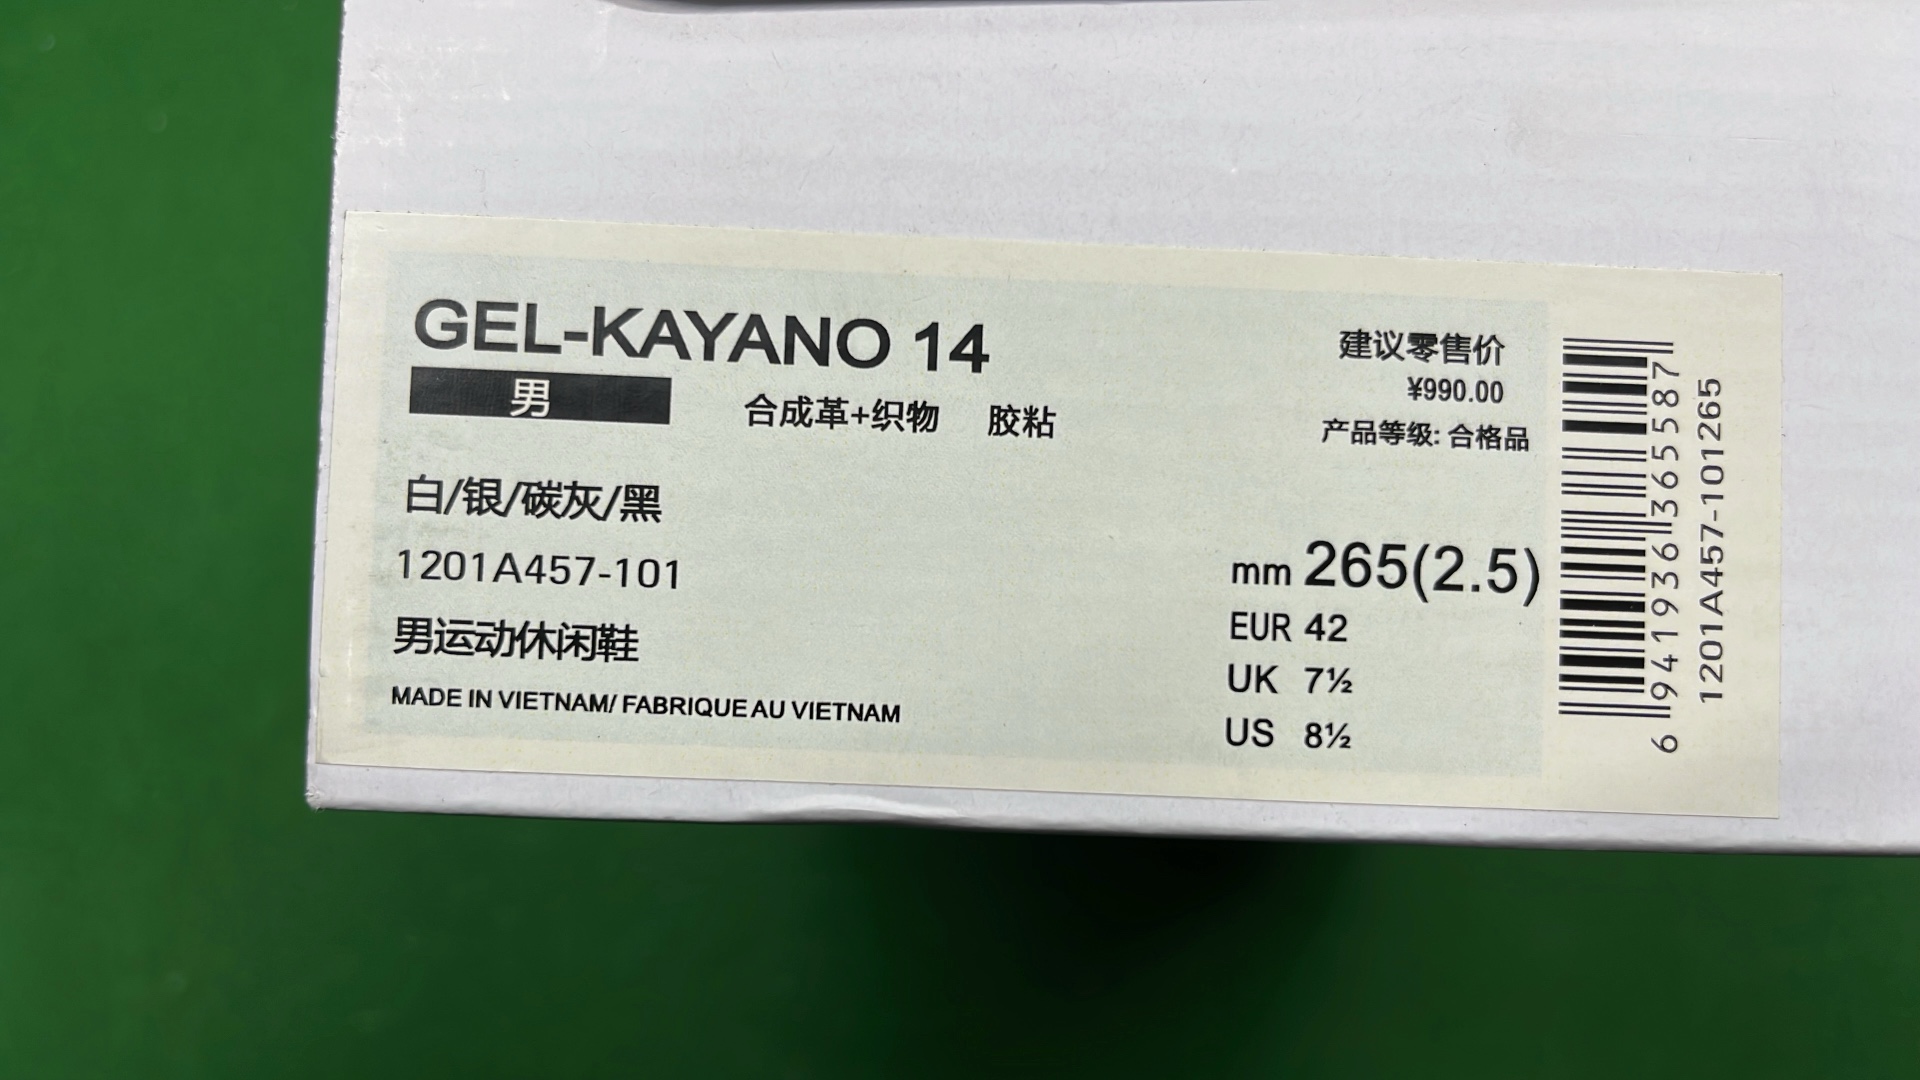 GEL-KAYANO 14
男
合成革+织物 胶粘
建议零售价
¥990.00
产品等级: 合格品
白/银/碳灰/黑
1201A457-101
男运动休闲鞋
MADE IN VIETNAM/ FABRIQUE AU VIETNAM
mm 265(2.5)
EUR 42
UK 7½
US 8½
6 941936 365587
1201A457-101265